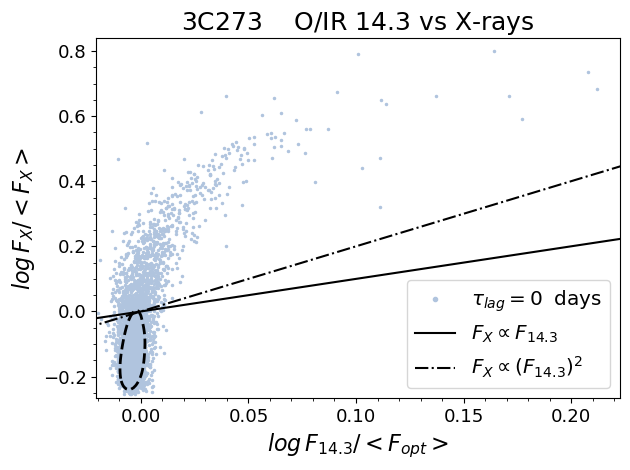 3C273 O/IR 14.3 vs X-rays
log F_X/ < F_X >
0.8
0.6
0.4
0.2
0.0
−0.2
τ_lag = 0 days
F_X ∝ F_14.3
F_X ∝ (F_14.3)^2
0.00 0.05 0.10 0.15 0.20
log F_14.3/ < F_opt >